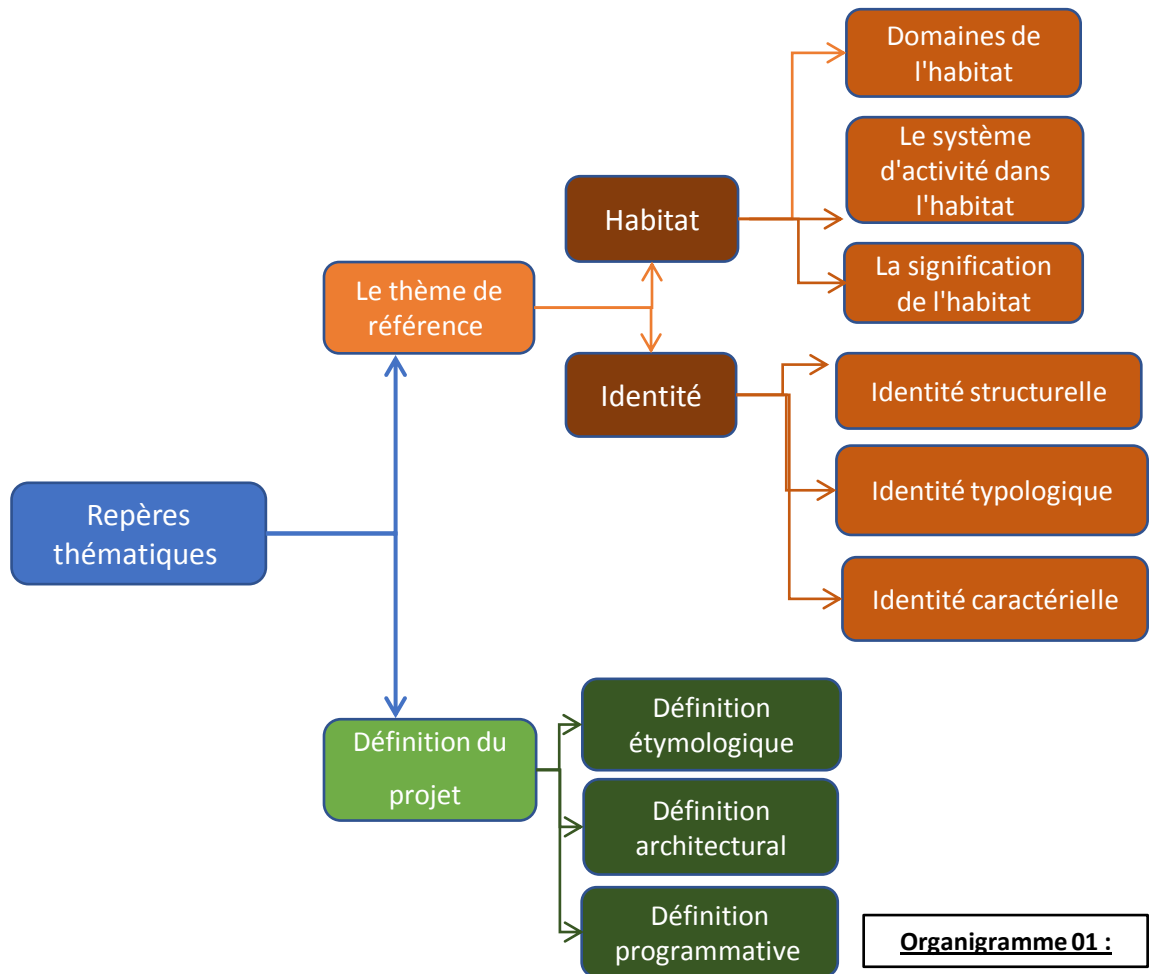 Repères
thématiques
Le thème de
référence
Habitat
Domaines de
l'habitat
Le système
d'activité dans
l'habitat
La signification
de l'habitat
Identité
Identité structurelle
Identité typologique
Identité caractérielle
Définition du
projet
Définition
étymologique
Définition
architectural
Définition
programmative
Organigramme 01 :